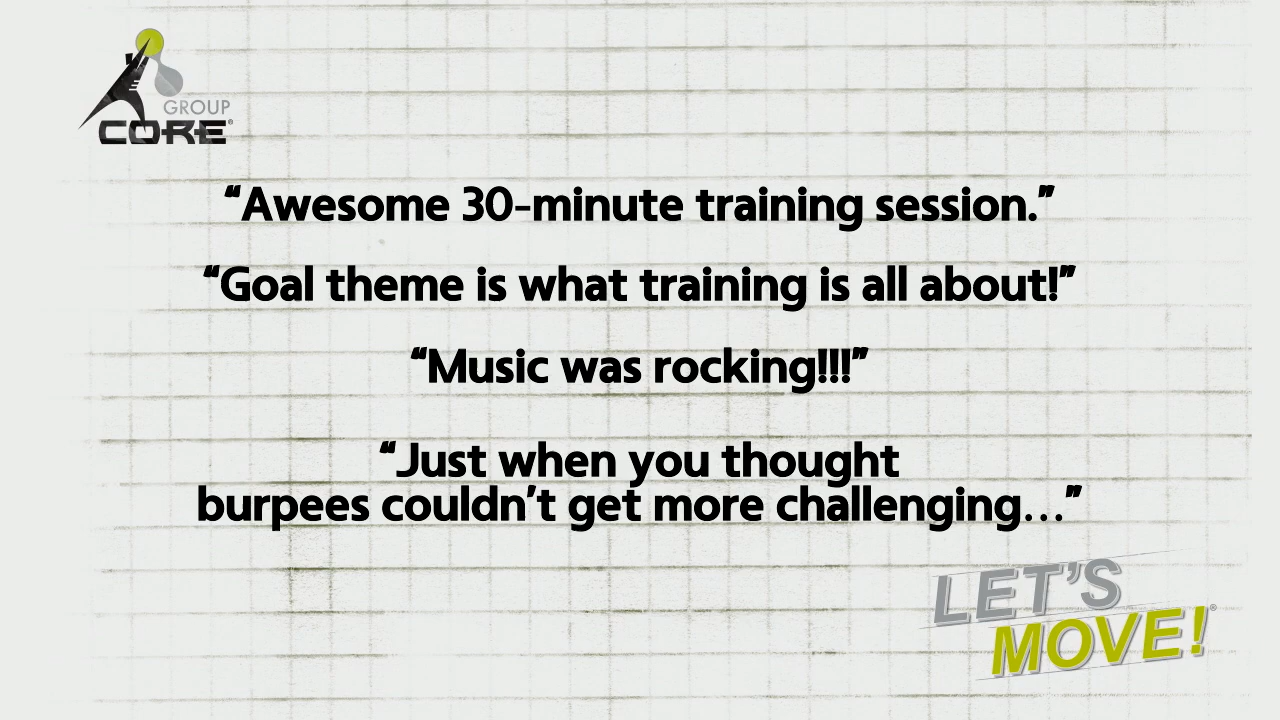 GROUP
CORE®
“Awesome 30-minute training session.”
“Goal theme is what training is all about!”
“Music was rocking!!!”
“Just when you thought
burpees couldn’t get more challenging…”
LET’S
MOVE!®